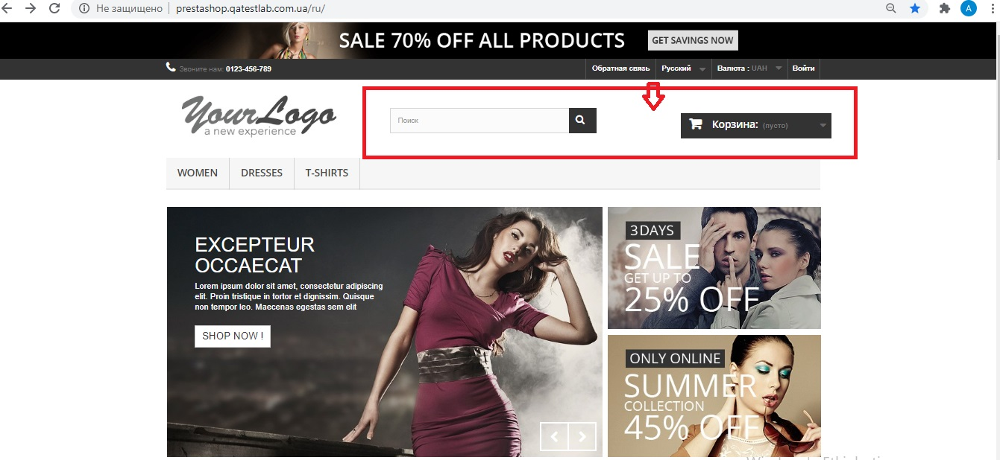 Не защищено | prestashop.qatestlab.com.ua/ru/
A
SALE 70% OFF ALL PRODUCTS
GET SAVINGS NOW
Звоните нам: 0123-456-789
Обратная связь
Русский
Валюта : UAH
Войти
YourLogo
a new experience
Поиск
Корзина: (пусто)
WOMEN
DRESSES
T-SHIRTS
EXCEPTEUR
OCCAECAT
Lorem ipsum dolor sit amet, consectetur adipiscing
elit. Proin tristique in tortor et dignissim. Quisque
non tempor leo. Maecenas egestas sem elit
SHOP NOW !
3DAYS
SALE
GET UP TO
25% OFF
ONLY ONLINE
SUMMER
COLLECTION
45% OFF